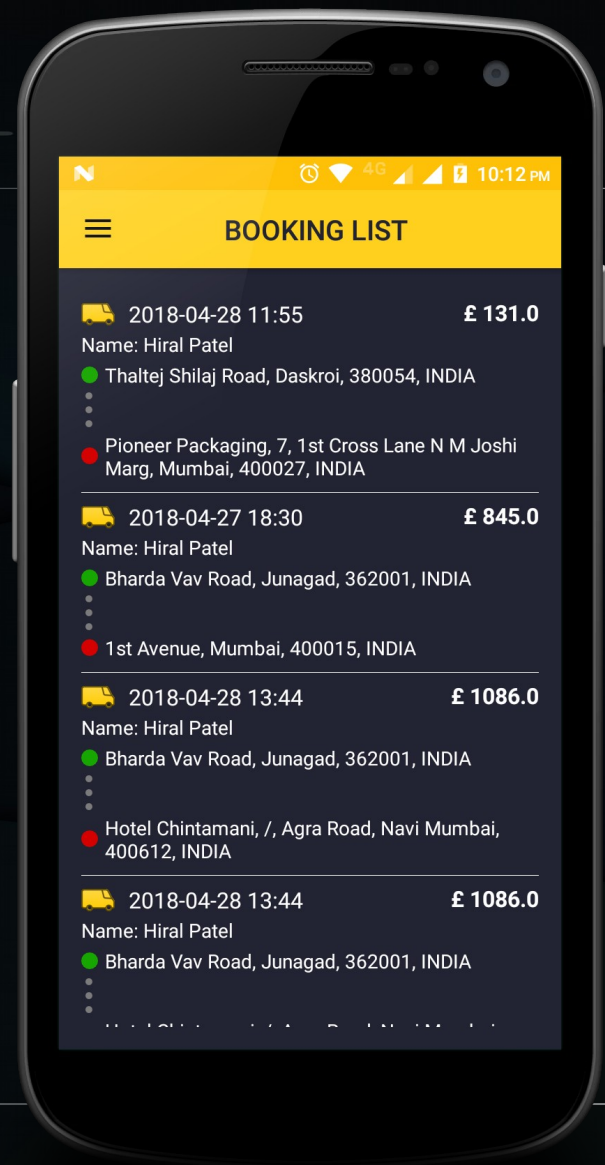 4G 10:12 PM
BOOKING LIST
2018-04-28 11:55 £ 131.0
Name: Hiral Patel
Thaltej Shilaj Road, Daskroi, 380054, INDIA
Pioneer Packaging, 7, 1st Cross Lane N M Joshi
Marg, Mumbai, 400027, INDIA
2018-04-27 18:30 £ 845.0
Name: Hiral Patel
Bharda Vav Road, Junagad, 362001, INDIA
1st Avenue, Mumbai, 400015, INDIA
2018-04-28 13:44 £ 1086.0
Name: Hiral Patel
Bharda Vav Road, Junagad, 362001, INDIA
Hotel Chintamani, /, Agra Road, Navi Mumbai,
400612, INDIA
2018-04-28 13:44 £ 1086.0
Name: Hiral Patel
Bharda Vav Road, Junagad, 362001, INDIA